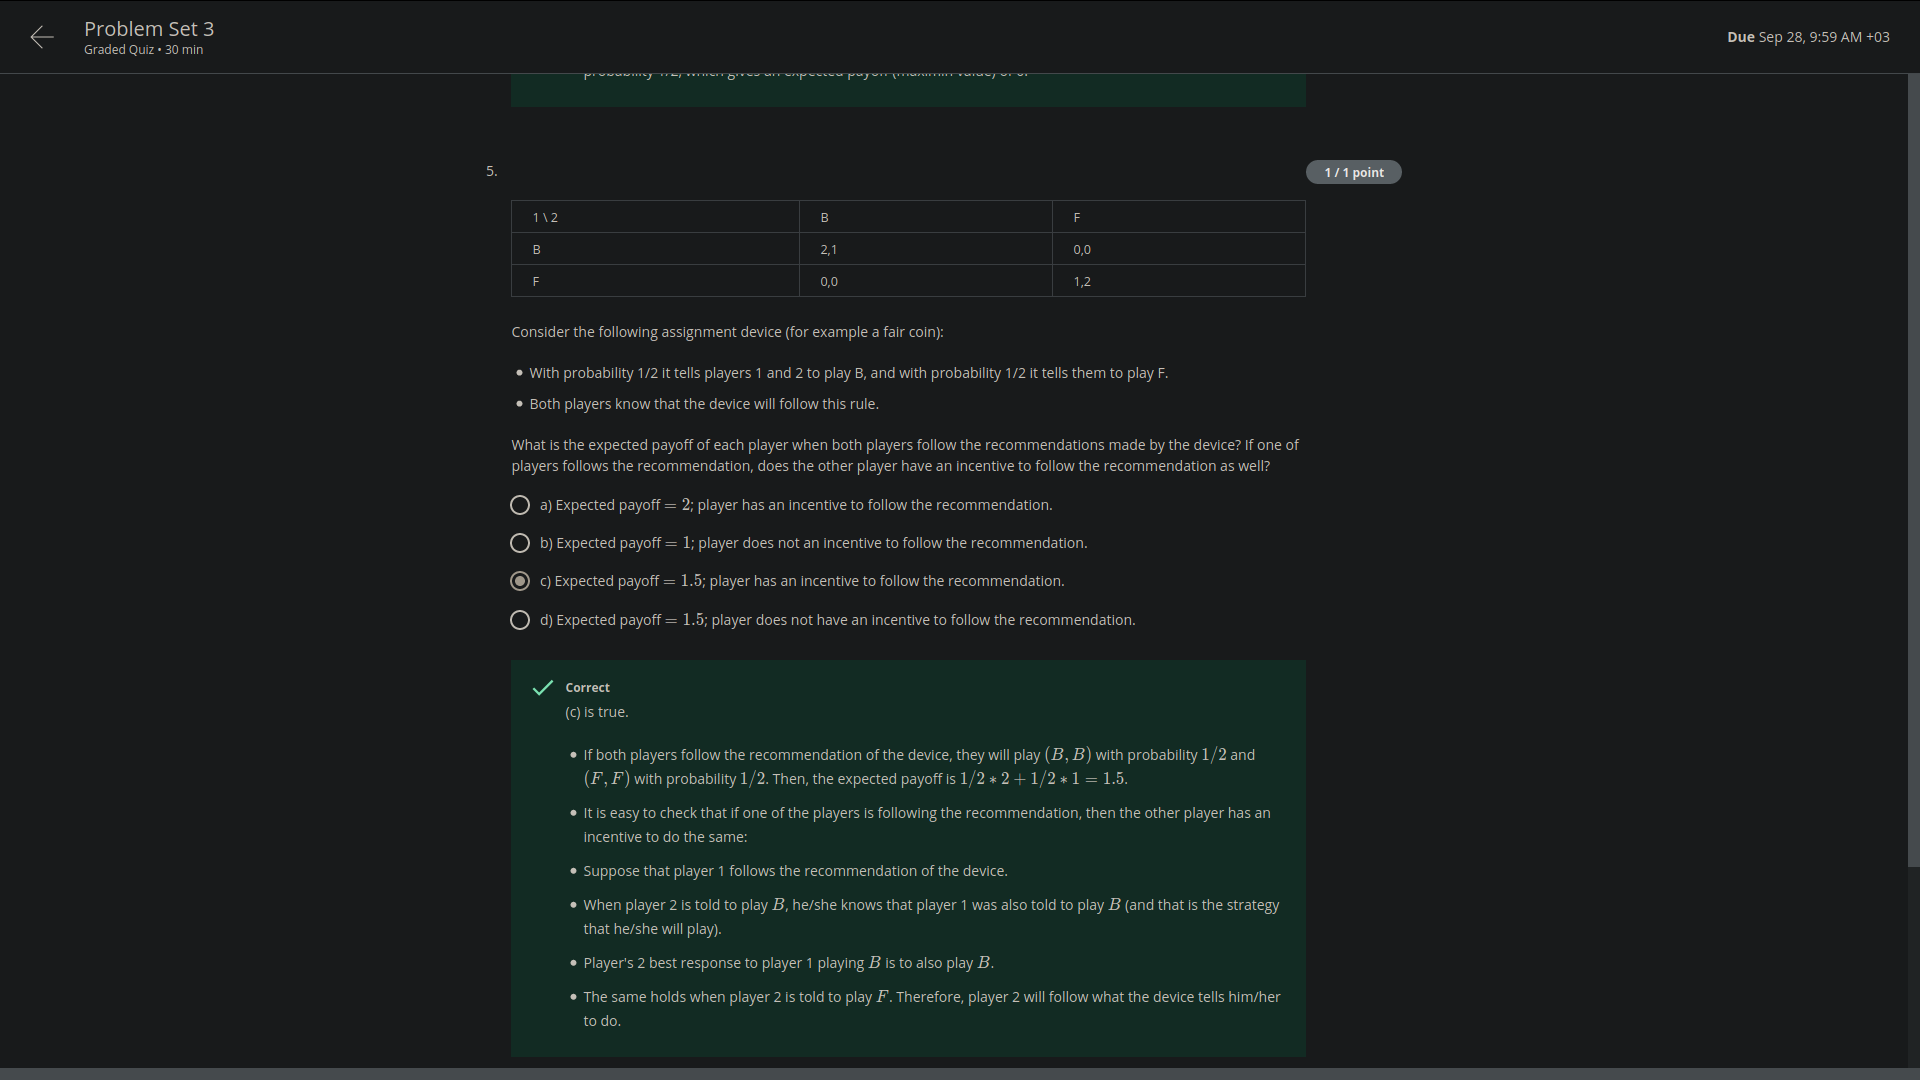 Problem Set 3
Graded Quiz • 30 min
Due Sep 28, 9:59 AM +03
probability 1/2, which gives an expected payoff (maximin value) of 0.
5.
1 / 1 point
1 \ 2 B F
B 2,1 0,0
F 0,0 1,2
Consider the following assignment device (for example a fair coin):
• With probability 1/2 it tells players 1 and 2 to play B, and with probability 1/2 it tells them to play F.
• Both players know that the device will follow this rule.
What is the expected payoff of each player when both players follow the recommendations made by the device? If one of
players follows the recommendation, does the other player have an incentive to follow the recommendation as well?
a) Expected payoff = 2; player has an incentive to follow the recommendation.
b) Expected payoff = 1; player does not an incentive to follow the recommendation.
c) Expected payoff = 1.5; player has an incentive to follow the recommendation.
d) Expected payoff = 1.5; player does not have an incentive to follow the recommendation.
Correct
(c) is true.
• If both players follow the recommendation of the device, they will play (B, B) with probability 1/2 and
(F, F) with probability 1/2. Then, the expected payoff is 1/2 * 2 + 1/2 * 1 = 1.5.
• It is easy to check that if one of the players is following the recommendation, then the other player has an
incentive to do the same:
• Suppose that player 1 follows the recommendation of the device.
• When player 2 is told to play B, he/she knows that player 1 was also told to play B (and that is the strategy
that he/she will play).
• Player's 2 best response to player 1 playing B is to also play B.
• The same holds when player 2 is told to play F. Therefore, player 2 will follow what the device tells him/her
to do.